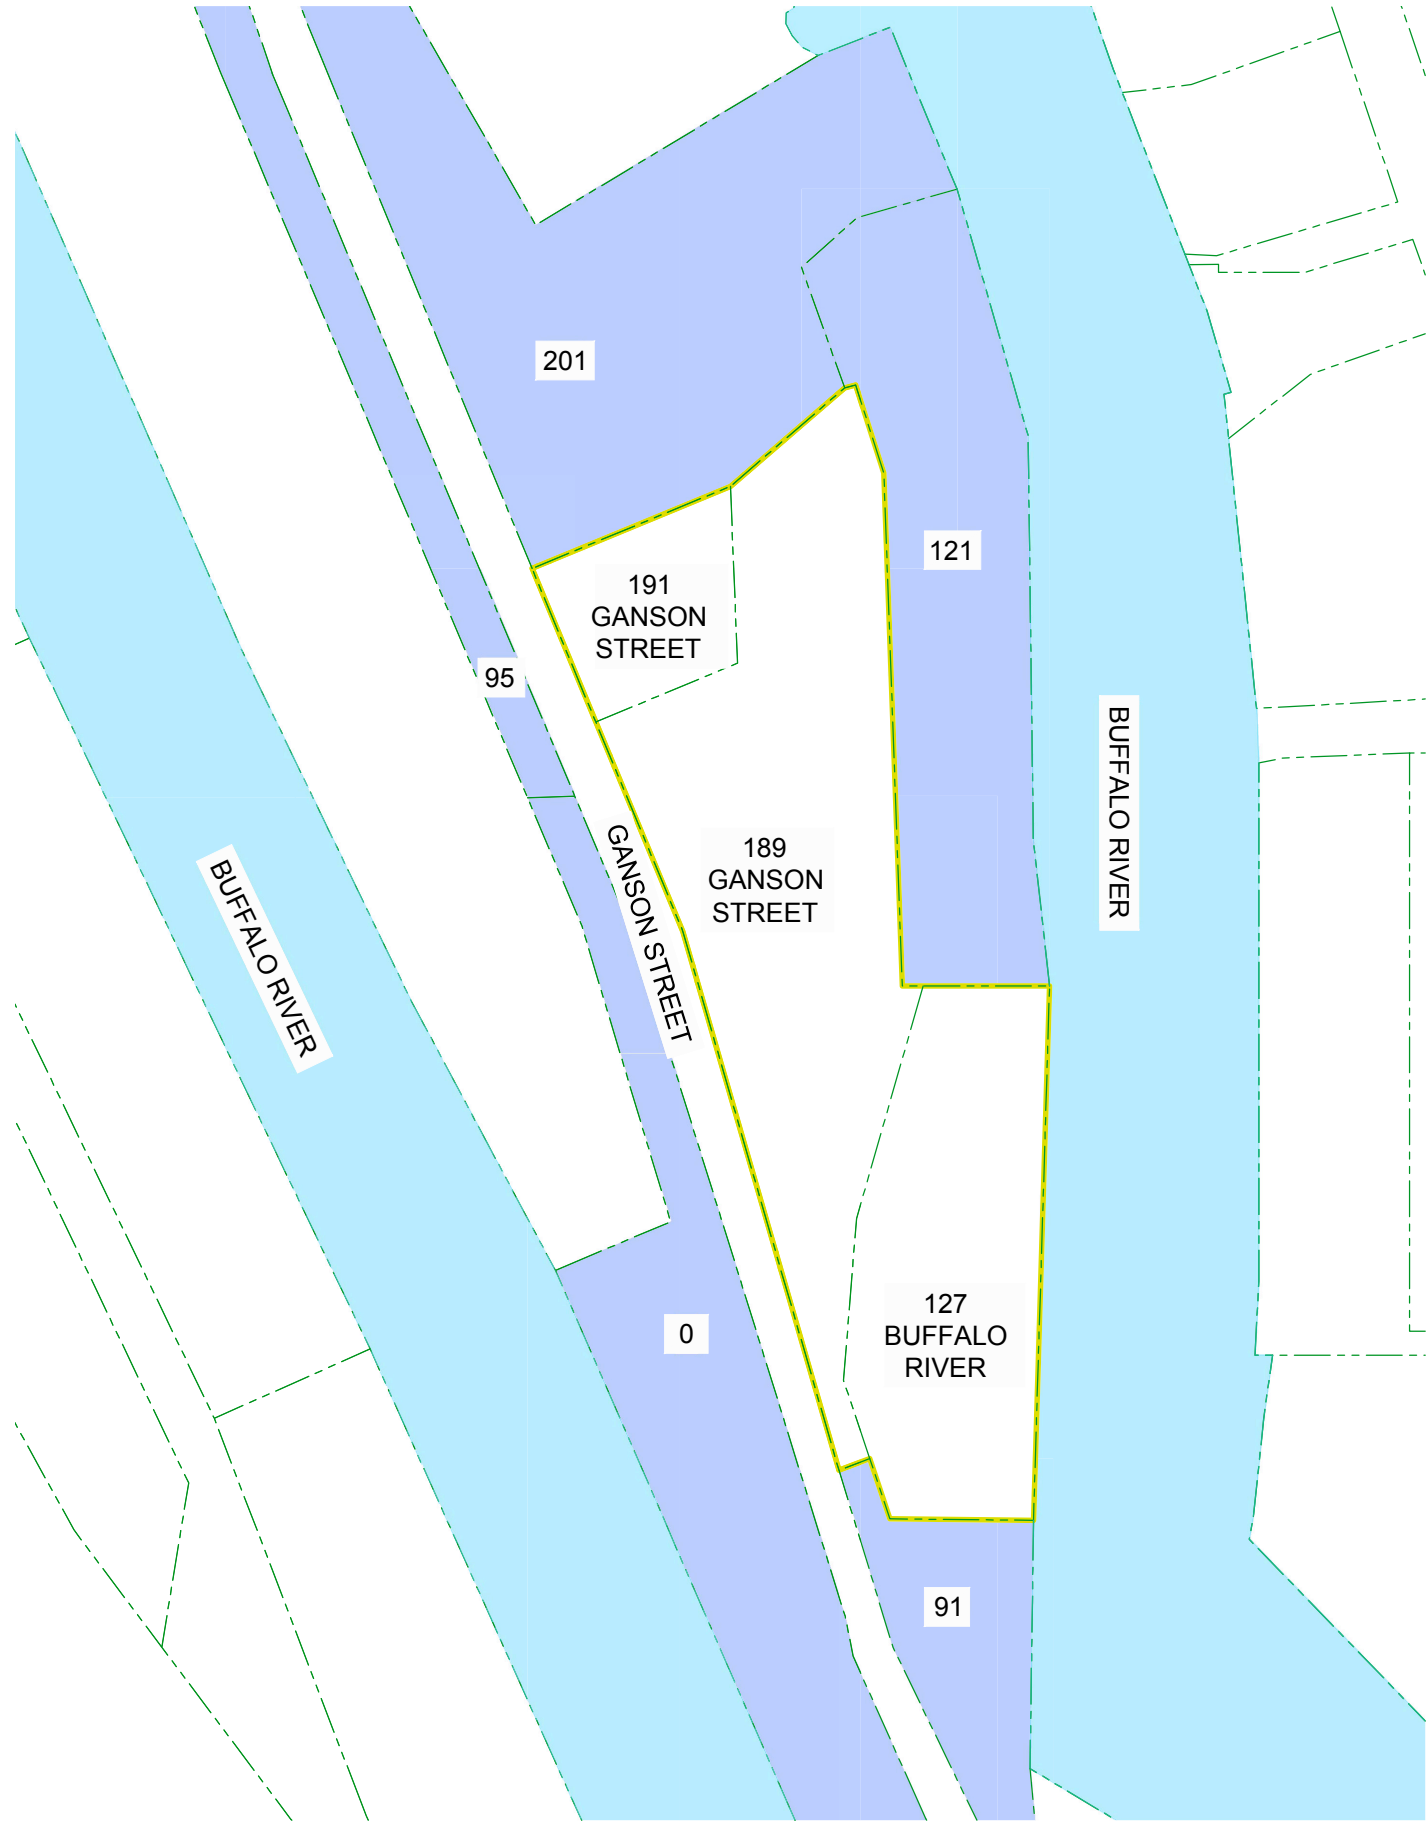 201
121
191
GANSON
STREET
95
BUFFALO RIVER
189
GANSON
STREET
GANSON STREET
BUFFALO RIVER
127
BUFFALO
RIVER
0
91